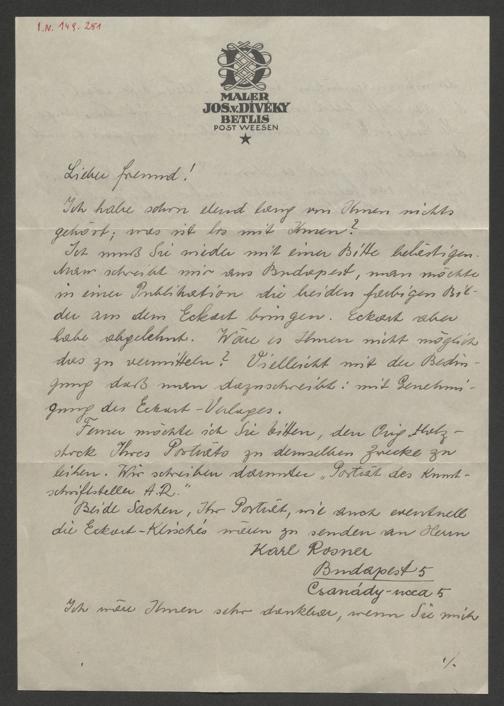 I.N. 149.251
D
MALER
JOS. v. DIVÉKY
BETLIS
POST WEESEN
Lieber Freund!
Ich habe schon elend lang von Ihnen nichts
gehört; was ist los mit Ihnen?
Ich muß Sie wieder mit einer Bitte belästigen.
Man schreibt mir aus Budapest, man möchte
in einer Publikation die beiden farbigen Bil-
der aus dem Eckart bringen. Eckart aber
habe abgelehnt. Wäre es Ihnen nicht möglich
das zu vermitteln? Vielleicht mit der Bedin-
gung daß man dazuschreibt: mit Genehmi-
gung des Eckart-Verlages.
Ferner möchte ich Sie bitten, den Orig. Holz-
stock Ihres Porträts zu demselben Zwecke zu
leihen. Wir schreiben darunter „Porträt des Kunst-
schriftsteller A.R."
Beide Sachen, Ihr Porträt, wie auch eventuell
die Eckart-Klischés wären zu senden an Herrn
Karl Rosner
Budapest 5
Csanády-ucca 5
Ich wäre Ihnen sehr dankbar, wenn Sie mich
./.